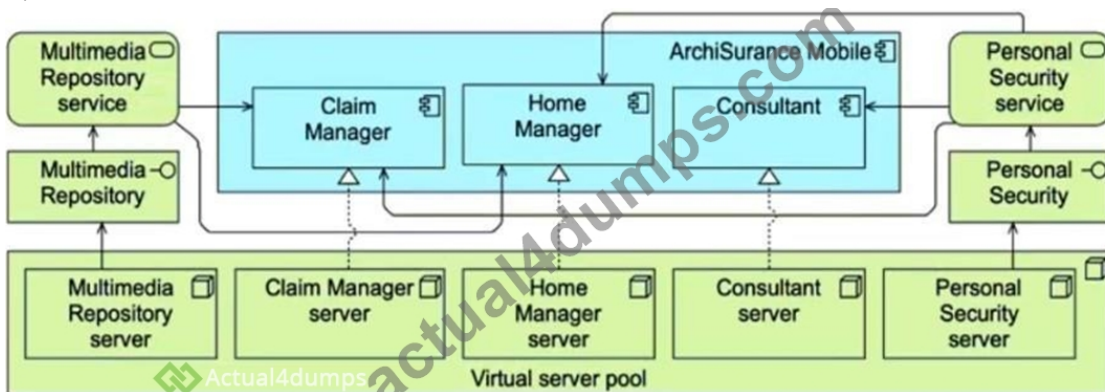 Multimedia
Repository
service
ArchiSurance Mobile
Personal
Security
service
Claim
Manager
Home
Manager
Consultant
Multimedia
Repository
Personal
Security
Multimedia
Repository
server
Claim Manager
server
Home
Manager
server
Consultant
server
Personal
Security
server
Virtual server pool
Actual4dumps
actual4dumps.com